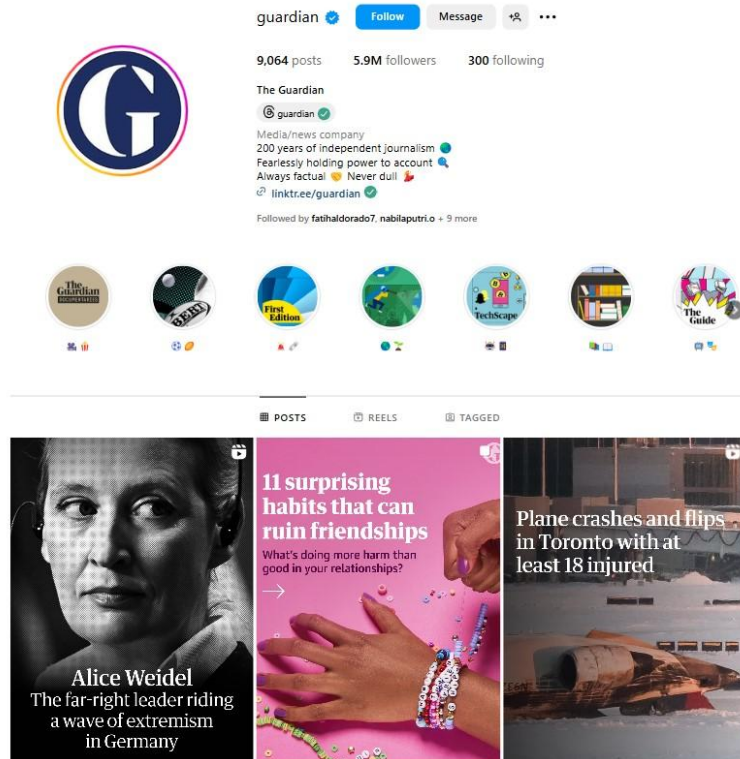 guardian
Follow
Message
9,064 posts 5.9M followers 300 following
The Guardian
guardian
Media/news company
200 years of independent journalism 🌍
Fearlessly holding power to account 🔍
Always factual 🤝 Never dull 💃
linktr.ee/guardian
Followed by fatihaldorado7, nabilaputri.o + 9 more
G
The
Guardian
DOCUMENTARIES
First
Edition
TechScape
The
Guide
POSTS
REELS
TAGGED
Alice Weidel
The far-right leader riding
a wave of extremism
in Germany
11 surprising
habits that can
ruin friendships
What's doing more harm than
good in your relationships?
Plane crashes and flips
in Toronto with at
least 18 injured